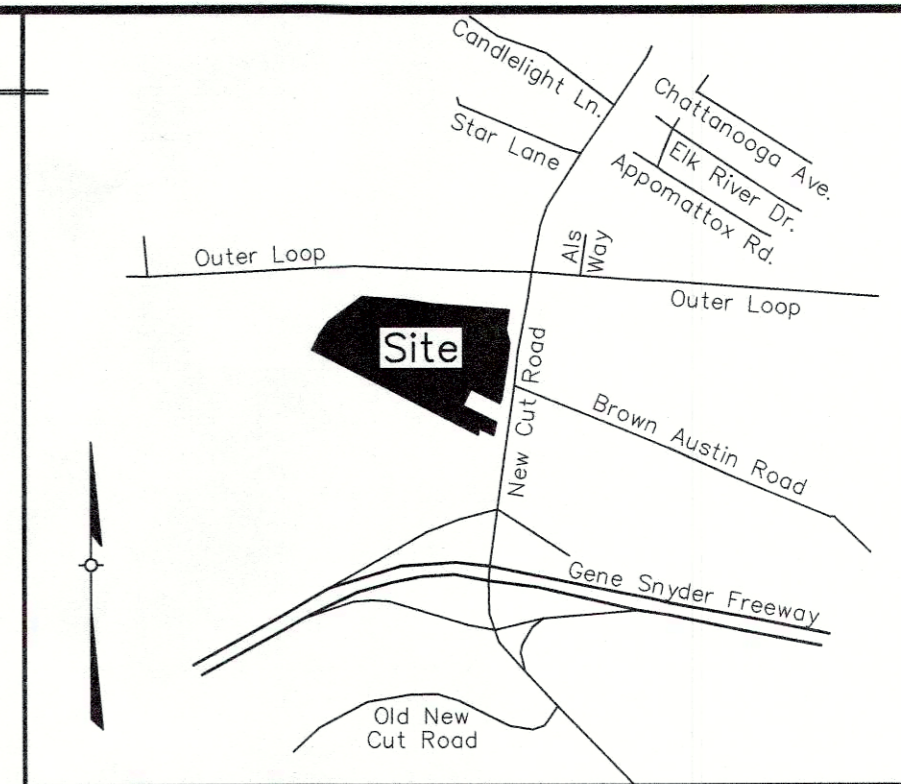 Candlelight Ln.
Chattanooga Ave.
Star Lane
Elk River Dr.
Appomattox Rd.
Als
Way
Outer Loop
Outer Loop
Site
New Cut Road
Brown Austin Road
Gene Snyder Freeway
Old New
Cut Road